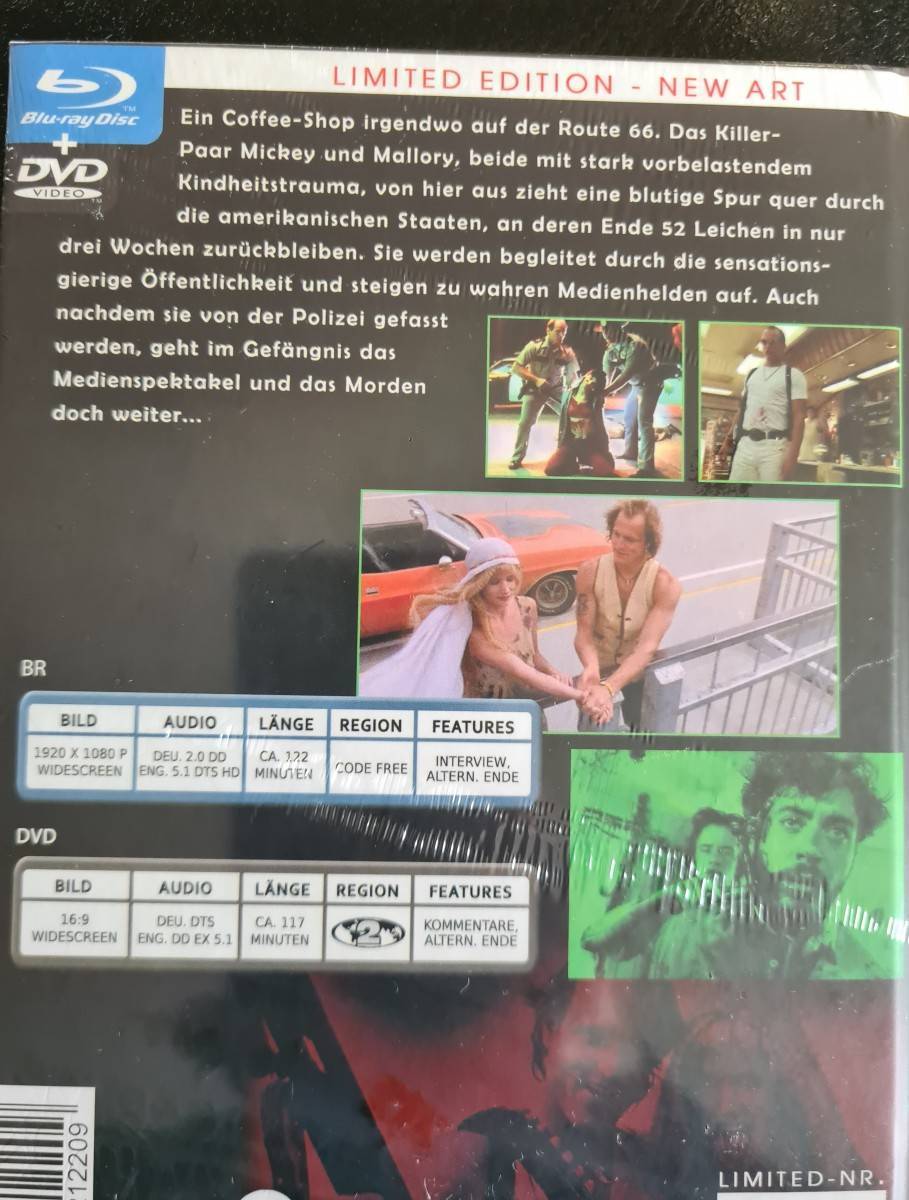 LIMITED EDITION - NEW ART
Blu-ray Disc
TM
+
DVD
VIDEO
TM
Ein Coffee-Shop irgendwo auf der Route 66. Das Killer-
Paar Mickey und Mallory, beide mit stark vorbelastendem
Kindheitstrauma, von hier aus zieht eine blutige Spur quer durch
die amerikanischen Staaten, an deren Ende 52 Leichen in nur
drei Wochen zurückbleiben. Sie werden begleitet durch die sensations-
gierige Öffentlichkeit und steigen zu wahren Medienhelden auf. Auch
nachdem sie von der Polizei gefasst
werden, geht im Gefängnis das
Medienspektakel und das Morden
doch weiter...
BR
BILD AUDIO LÄNGE REGION FEATURES
1920 X 1080 P DEU. 2.0 DD CA. 122 CODE FREE INTERVIEW,
WIDESCREEN ENG. 5.1 DTS HD MINUTEN ALTERN. ENDE
DVD
BILD AUDIO LÄNGE REGION FEATURES
16:9 DEU. DTS CA. 117 2 KOMMENTARE,
WIDESCREEN ENG. DD EX 5.1 MINUTEN ALTERN. ENDE
12209
LIMITED-NR.